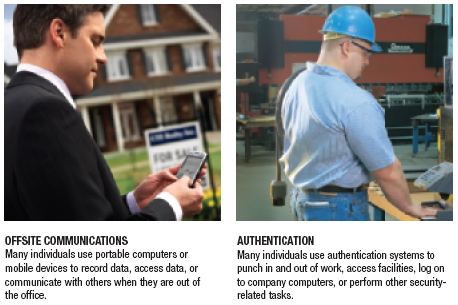 FOR SALE
OFFSITE COMMUNICATIONS
Many individuals use portable computers or
mobile devices to record data, access data, or
communicate with others when they are out of
the office.
AUTHENTICATION
Many individuals use authentication systems to
punch in and out of work, access facilities, log on
to company computers, or perform other security-
related tasks.